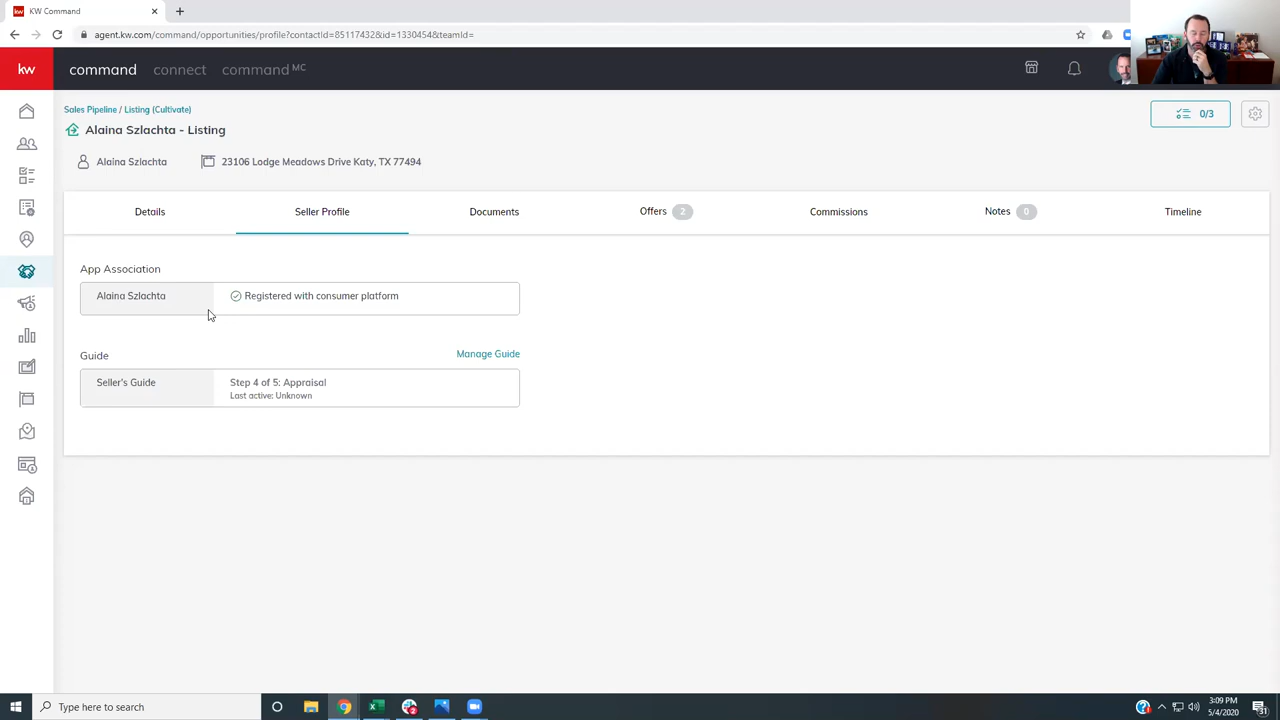 kw KW Command
agent.kw.com/command/opportunities/profile?contactId=85117432&id=1330454&teamId=
kw command connect command MC
Sales Pipeline / Listing (Cultivate)
Alaina Szlachta - Listing
0/3
Alaina Szlachta 23106 Lodge Meadows Drive Katy, TX 77494
Details Seller Profile Documents Offers 2 Commissions Notes 0 Timeline
App Association
Alaina Szlachta Registered with consumer platform
Guide Manage Guide
Seller's Guide Step 4 of 5: Appraisal
Last active: Unknown
Type here to search
3:09 PM
5/4/2020